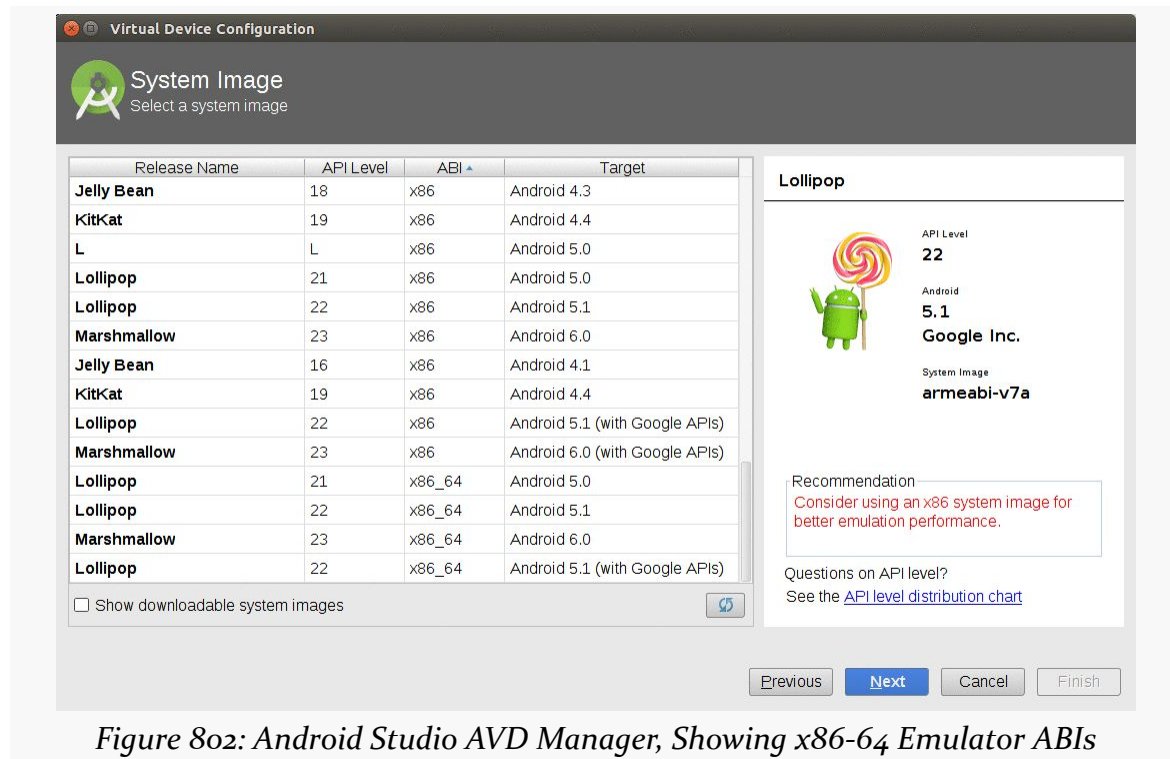 Virtual Device Configuration
System Image
Select a system image
Release Name API Level ABI Target
Jelly Bean 18 x86 Android 4.3
KitKat 19 x86 Android 4.4
L L x86 Android 5.0
Lollipop 21 x86 Android 5.0
Lollipop 22 x86 Android 5.1
Marshmallow 23 x86 Android 6.0
Jelly Bean 16 x86 Android 4.1
KitKat 19 x86 Android 4.4
Lollipop 22 x86 Android 5.1 (with Google APIs)
Marshmallow 23 x86 Android 6.0 (with Google APIs)
Lollipop 21 x86_64 Android 5.0
Lollipop 22 x86_64 Android 5.1
Marshmallow 23 x86_64 Android 6.0
Lollipop 22 x86_64 Android 5.1 (with Google APIs)
Show downloadable system images
Lollipop
API Level
22
Android
5.1
Google Inc.
System Image
armeabi-v7a
Recommendation
Consider using an x86 system image for
better emulation performance.
Questions on API level?
See the API level distribution chart
Previous Next Cancel Finish
Figure 802: Android Studio AVD Manager, Showing x86-64 Emulator ABIs